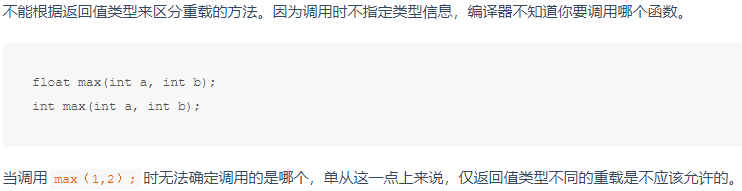 不能根据返回值类型来区分重载的方法。因为调用时不指定类型信息，编译器不知道你要调用哪个函数。
float max(int a, int b);
int max(int a, int b);
当调用 max（1,2）; 时无法确定调用的是哪个，单从这一点上来说，仅返回值类型不同的重载是不应该允许的。